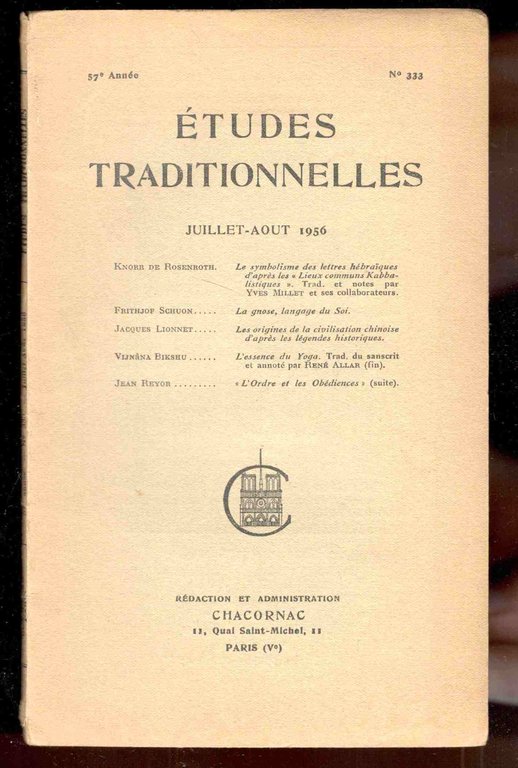 57e Année
No 333
ÉTUDES
TRADITIONNELLES
JUILLET-AOUT 1956
KNORR DE ROSENROTH. Le symbolisme des lettres hébraïques
d'après les « Lieux communs Kabba-
listiques ». Trad. et notes par
YVES MILLET et ses collaborateurs.
FRITHJOF SCHUON..... La gnose, langage du Soi.
JACQUES LIONNET..... Les origines de la civilisation chinoise
d'après les légendes historiques.
VIJNÂNA BIKSHU...... L'essence du Yoga. Trad. du sanscrit
et annoté par RENÉ ALLAR (fin).
JEAN REYOR ......... « L'Ordre et les Obédiences » (suite).
RÉDACTION ET ADMINISTRATION
CHACORNAC
11, Quai Saint-Michel, 11
PARIS (Ve)